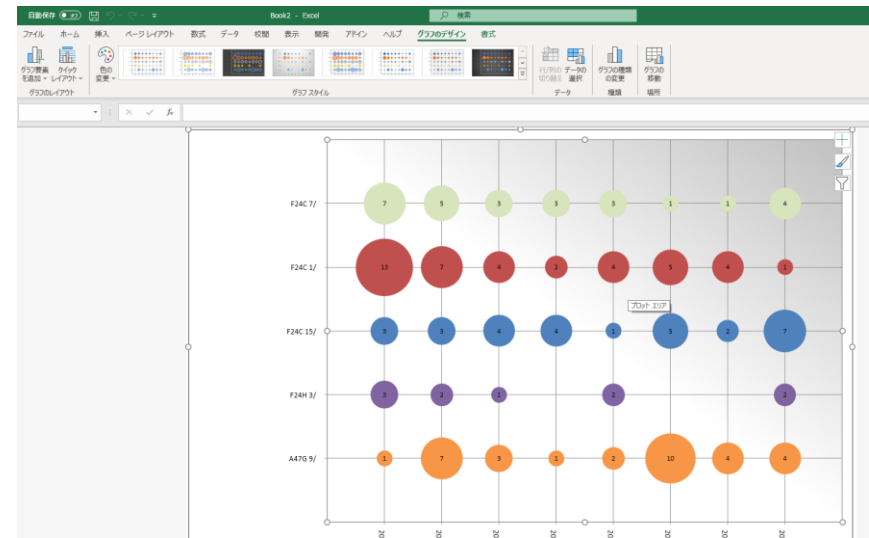 自動保存 オフ Book2 - Excel 検索
ファイル ホーム 挿入 ページ レイアウト 数式 データ 校閲 表示 開発 アドイン ヘルプ グラフのデザイン 書式
グラフ要素を追加 クイックレイアウト 色の変更 行/列の切り替え データの選択 グラフの種類の変更 グラフの移動
グラフのレイアウト グラフ スタイル データ 種類 場所
fx
F24C 7/ 7 5 3 3 3 1 1 4
F24C 1/ 13 7 4 2 4 5 4 1
プロット エリア
F24C 15/ 3 3 4 4 1 5 2 7
F24H 3/ 3 2 1 2 2
A47G 9/ 1 7 3 1 2 10 4 4
20 20 20 20 20 20 20 20